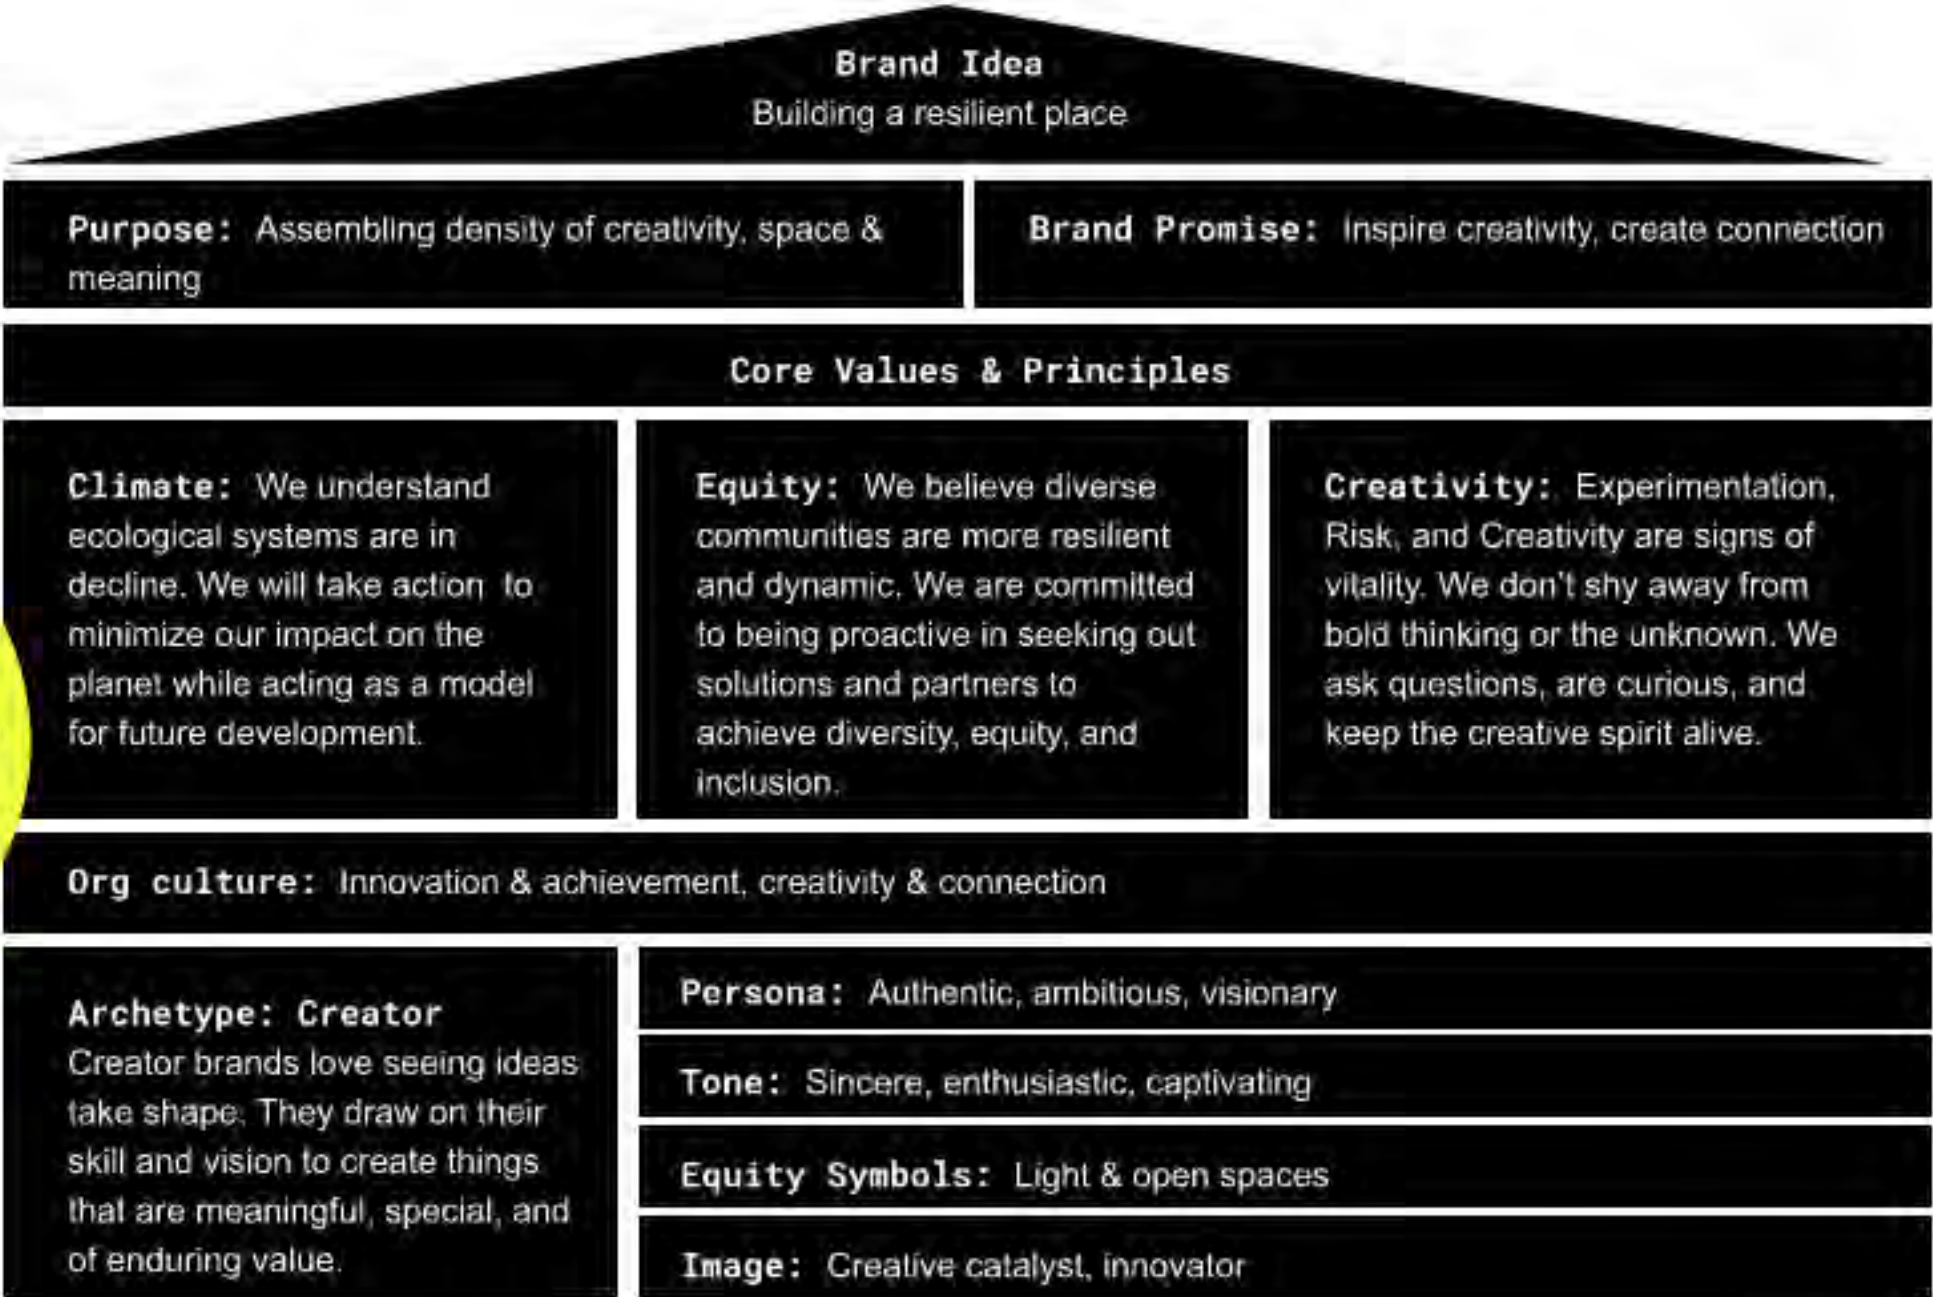 Brand Idea
Building a resilient place
Purpose: Assembling density of creativity, space &
meaning
Brand Promise: Inspire creativity, create connection
Core Values & Principles
Climate: We understand
ecological systems are in
decline. We will take action to
minimize our impact on the
planet while acting as a model
for future development.
Equity: We believe diverse
communities are more resilient
and dynamic. We are committed
to being proactive in seeking out
solutions and partners to
achieve diversity, equity, and
inclusion.
Creativity: Experimentation,
Risk, and Creativity are signs of
vitality. We don't shy away from
bold thinking or the unknown. We
ask questions, are curious, and
keep the creative spirit alive.
Org culture: Innovation & achievement, creativity & connection
Archetype: Creator
Creator brands love seeing ideas
take shape. They draw on their
skill and vision to create things
that are meaningful, special, and
of enduring value.
Persona: Authentic, ambitious, visionary
Tone: Sincere, enthusiastic, captivating
Equity Symbols: Light & open spaces
Image: Creative catalyst, innovator